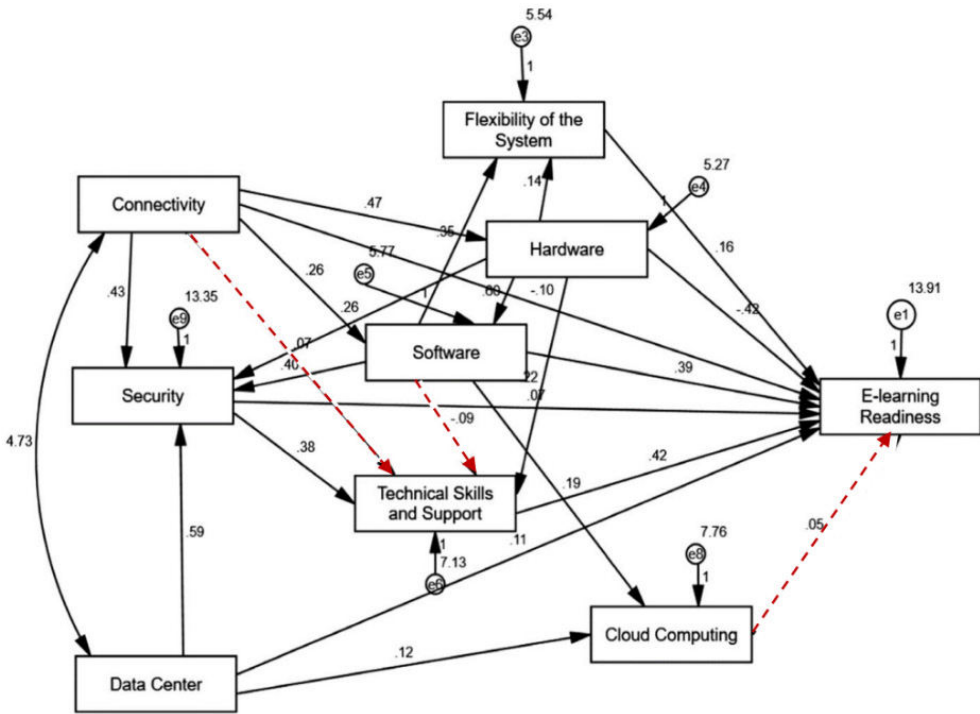 5.54
e3
1
Flexibility of the
System
5.27
e4
.14
1
Connectivity
.47
.35
Hardware
.16
5.77
e5
.26
.60
-.10
13.91
.43
13.35
e9
.26
1
-.42
e1
1
1
.07
Software
.40
.39
Security
.22
.07
E-learning
Readiness
-.09
4.73
.38
.42
Technical Skills
and Support
.19
.59
1
7.13
.11
7.76
.05
e8
e6
1
Cloud Computing
.12
Data Center